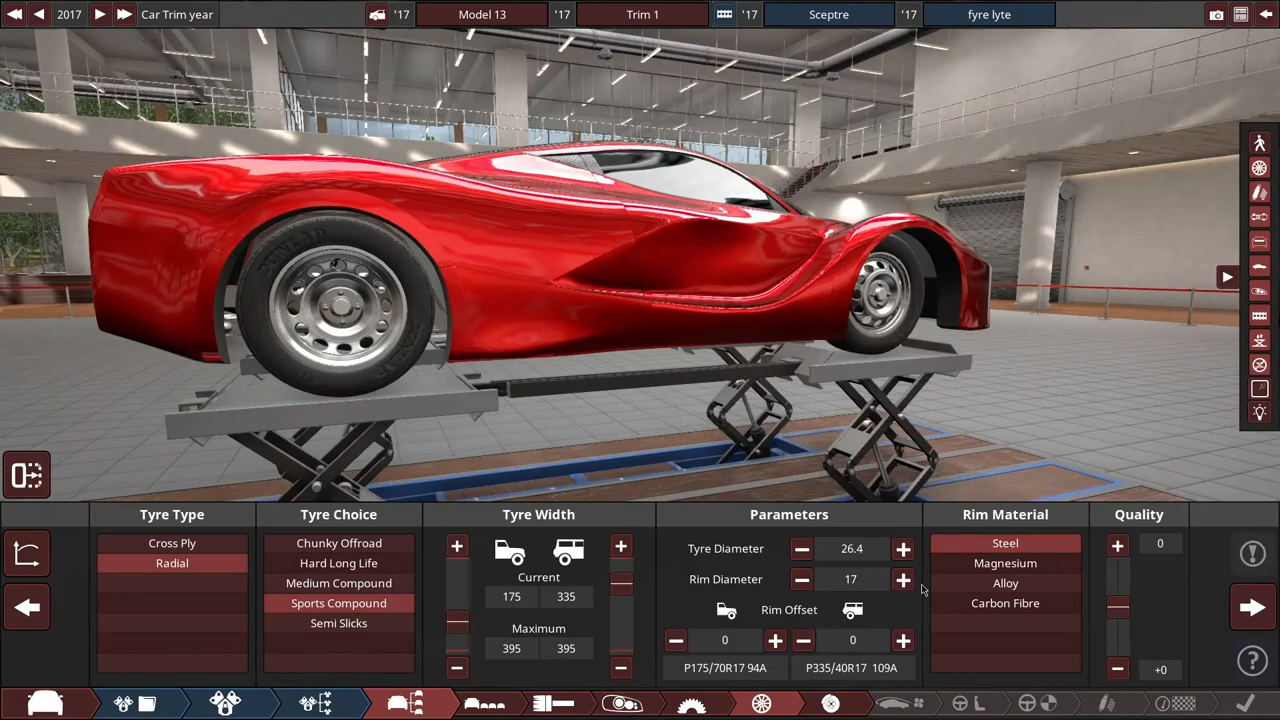 2017 Car Trim year '17 Model 13 '17 Trim 1 '17 Sceptre '17 fyre lyte
Tyre Type
Cross Ply
Radial
Tyre Choice
Chunky Offroad
Hard Long Life
Medium Compound
Sports Compound
Semi Slicks
Tyre Width
Current
175 335
Maximum
395 395
Parameters
Tyre Diameter 26.4
Rim Diameter 17
Rim Offset
0 0
P175/70R17 94A P335/40R17 109A
Rim Material
Steel
Magnesium
Alloy
Carbon Fibre
Quality
0
+0